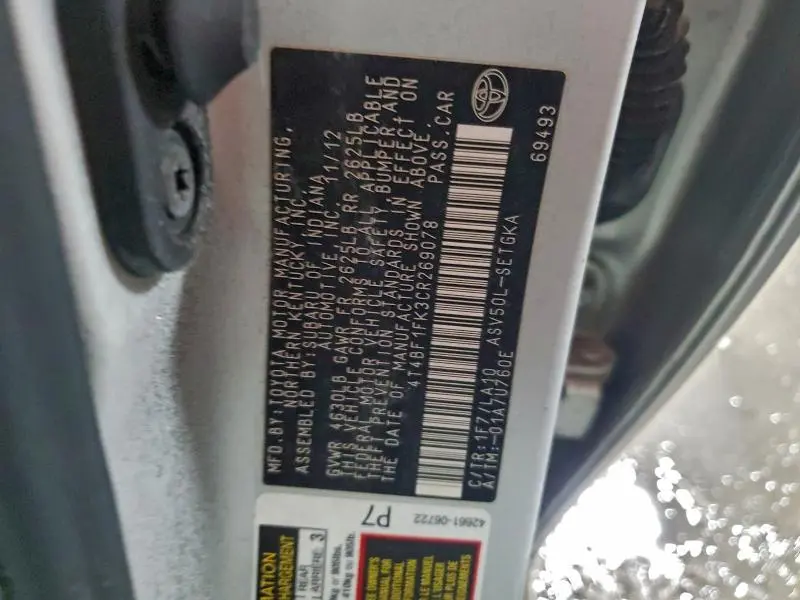 MFD.BY:TOYOTA MOTOR MANUFACTURING,
NORTHERN KENTUCKY INC.
ASSEMBLED BY:SUBARU OF INDIANA
AUTOMOTIVE, INC. 11/12
GVWR 4630LB GAWR FR 2625LB RR 2625LB
THIS VEHICLE CONFORMS TO ALL APPLICABLE
FEDERAL MOTOR VEHICLE SAFETY, BUMPER, AND
THEFT PREVENTION STANDARDS IN EFFECT ON
THE DATE OF MANUFACTURE SHOWN ABOVE.
4T4BF1FK3CR269078 PASS.CAR
C/TR:1F7/LA10 ASV50L-SETGKA
A/TM:-01A/U760E
69493
42661-06722
P7
ARRIERE 3